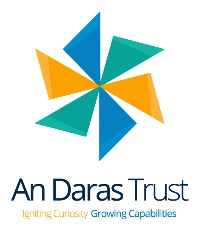 An Daras Trust
Igniting Curiosity Growing Capabilities